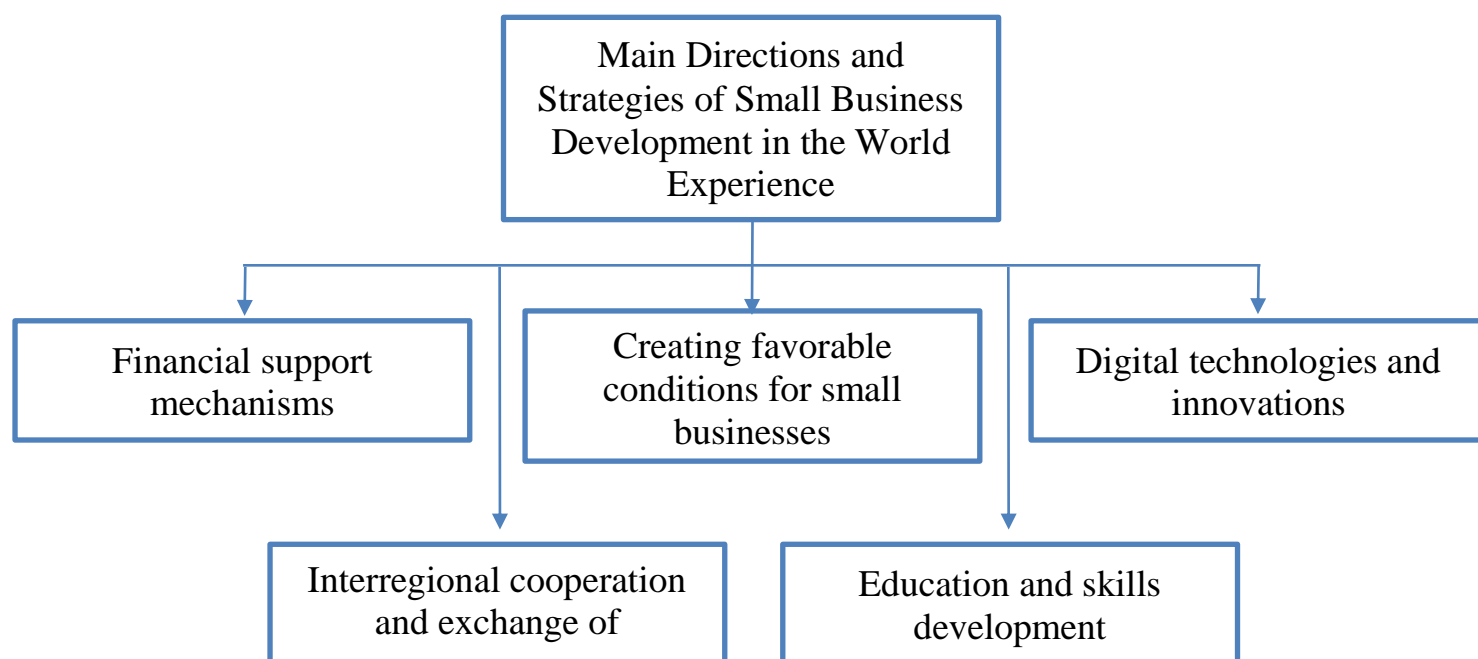 Main Directions and
Strategies of Small Business
Development in the World
Experience
Financial support
mechanisms
Creating favorable
conditions for small
businesses
Digital technologies and
innovations
Interregional cooperation
and exchange of
Education and skills
development